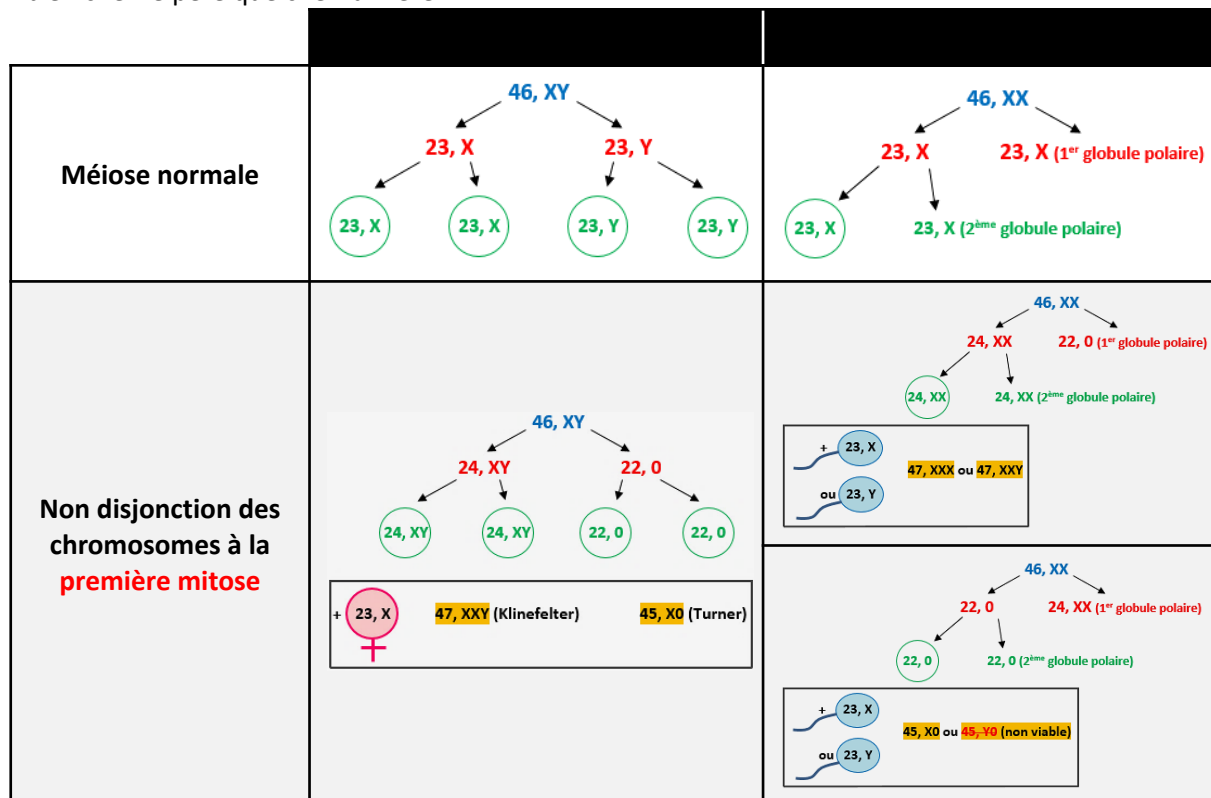 46, XY
23, X 23, Y
23, X 23, X 23, Y 23, Y
46, XX
23, X 23, X (1er globule polaire)
23, X 23, X (2ème globule polaire)
Méiose normale
Non disjonction des
chromosomes à la
première mitose
46, XY
24, XY 22, 0
24, XY 24, XY 22, 0 22, 0
+ 23, X 47, XXY (Klinefelter) 45, X0 (Turner)
46, XX
24, XX 22, 0 (1er globule polaire)
24, XX 24, XX (2ème globule polaire)
+ 23, X
47, XXX ou 47, XXY
ou 23, Y
46, XX
22, 0 24, XX (1er globule polaire)
22, 0 22, 0 (2ème globule polaire)
+ 23, X
45, X0 ou 45, Y0 (non viable)
ou 23, Y